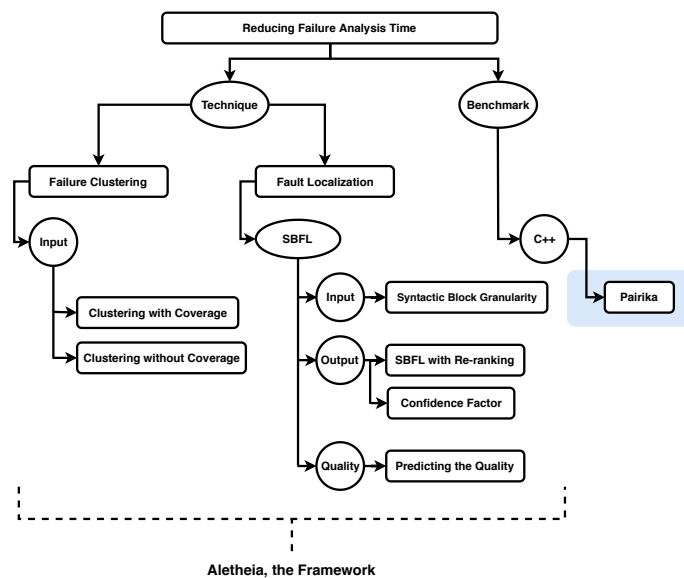 Reducing Failure Analysis Time
Technique
Benchmark
Failure Clustering
Fault Localization
Input
SBFL
C++
Input
Syntactic Block Granularity
Pairika
Clustering with Coverage
Clustering without Coverage
Output
SBFL with Re-ranking
Confidence Factor
Quality
Predicting the Quality
Aletheia, the Framework